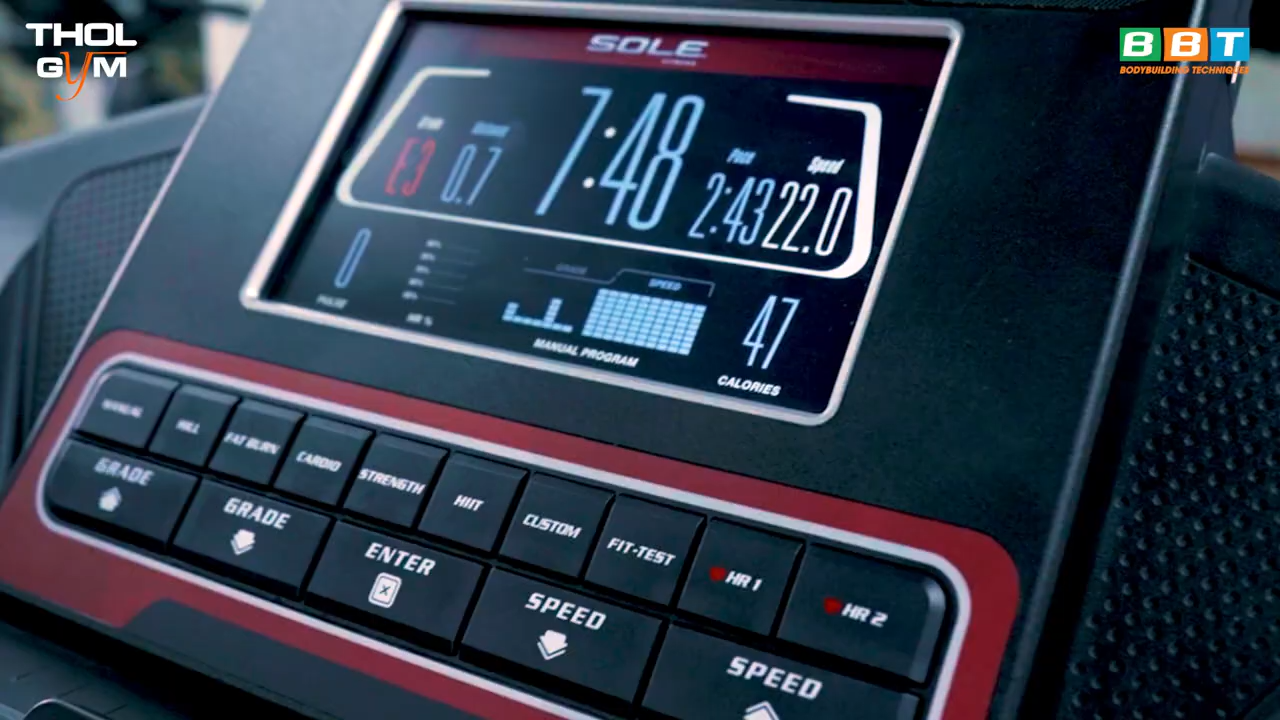 THOL
GYM
BBT
BODYBUILDING TECHNIQUES
SOLE
E3
0.7
7:48
Pace
2:43
Speed
22.0
0
PULSE
HR %
SPEED
MANUAL PROGRAM
47
CALORIES
MANUAL
HILL
FAT BURN
CARDIO
STRENGTH
HIIT
CUSTOM
FIT-TEST
HR 1
HR 2
GRADE
GRADE
ENTER
SPEED
SPEED